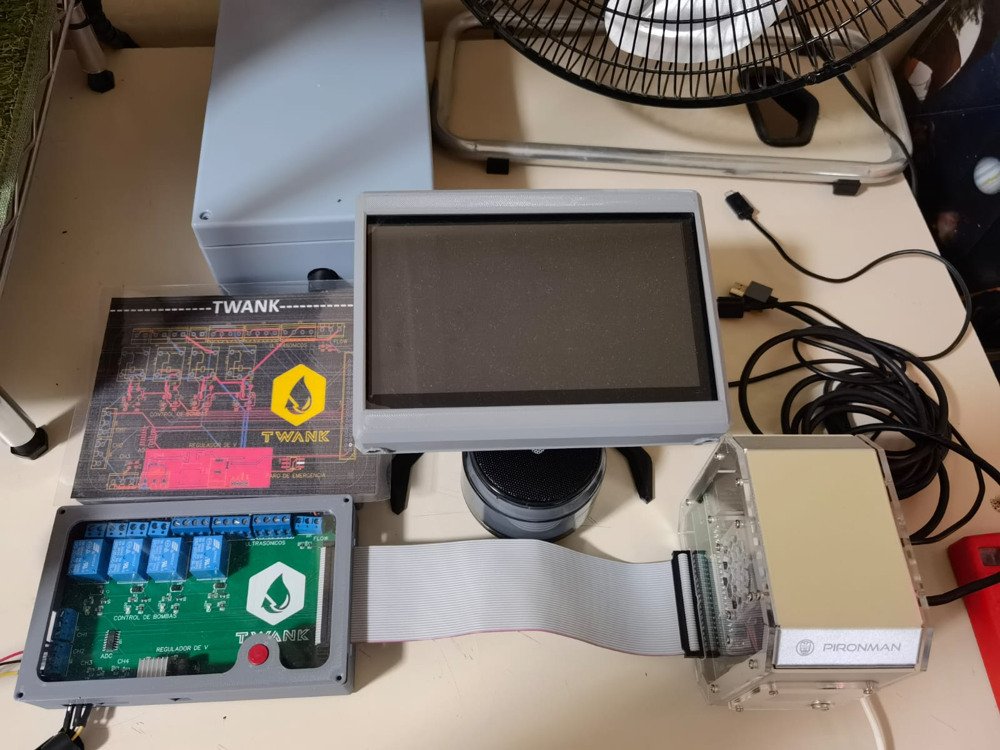 ------------------TWANK-------------
ULTRASONICOS
FLOW
CONTROL DE BOMBAS
CH1
CH2
CH3
REGULADOR DE V
TWANK
PARO DE EMERGENCIA
FLOW
ULTRASONICOS
CONTROL DE BOMBAS
CH1
CH2
CH3
CH4
ADC
REGULADOR DE V
TWANK
PIRONMAN